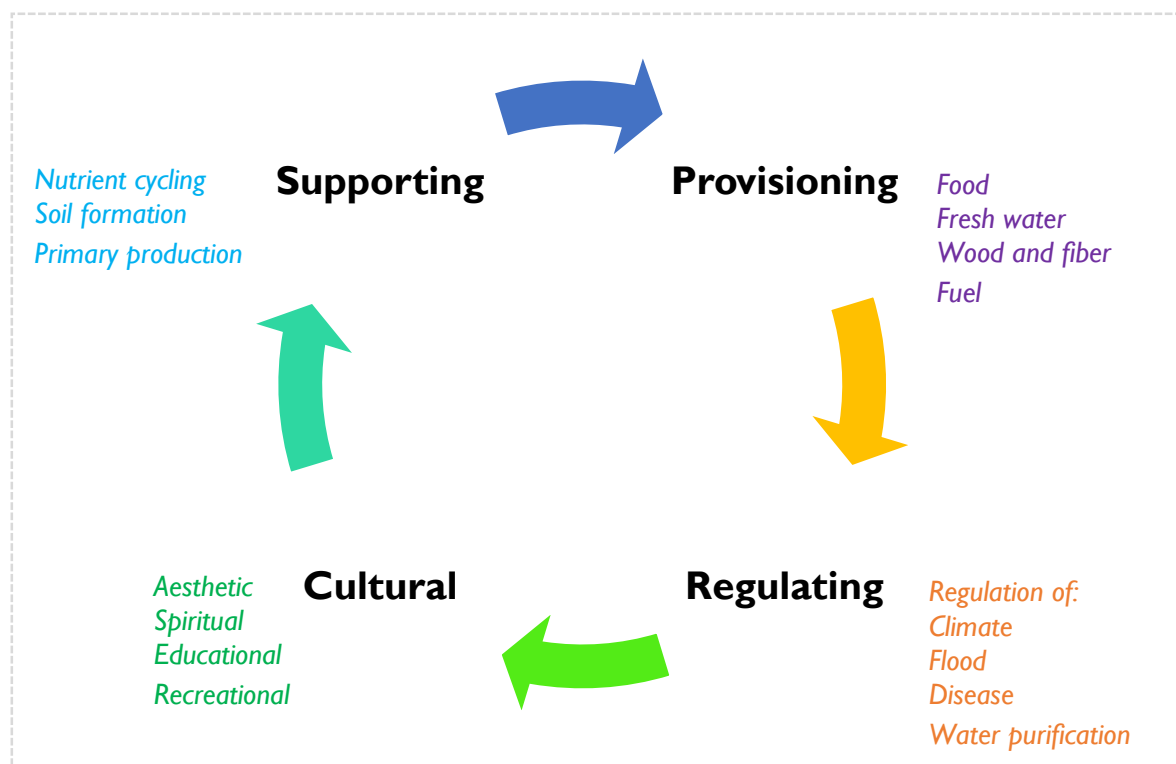 Supporting
Nutrient cycling
Soil formation
Primary production
Provisioning
Food
Fresh water
Wood and fiber
Fuel
Cultural
Aesthetic
Spiritual
Educational
Recreational
Regulating
Regulation of:
Climate
Flood
Disease
Water purification